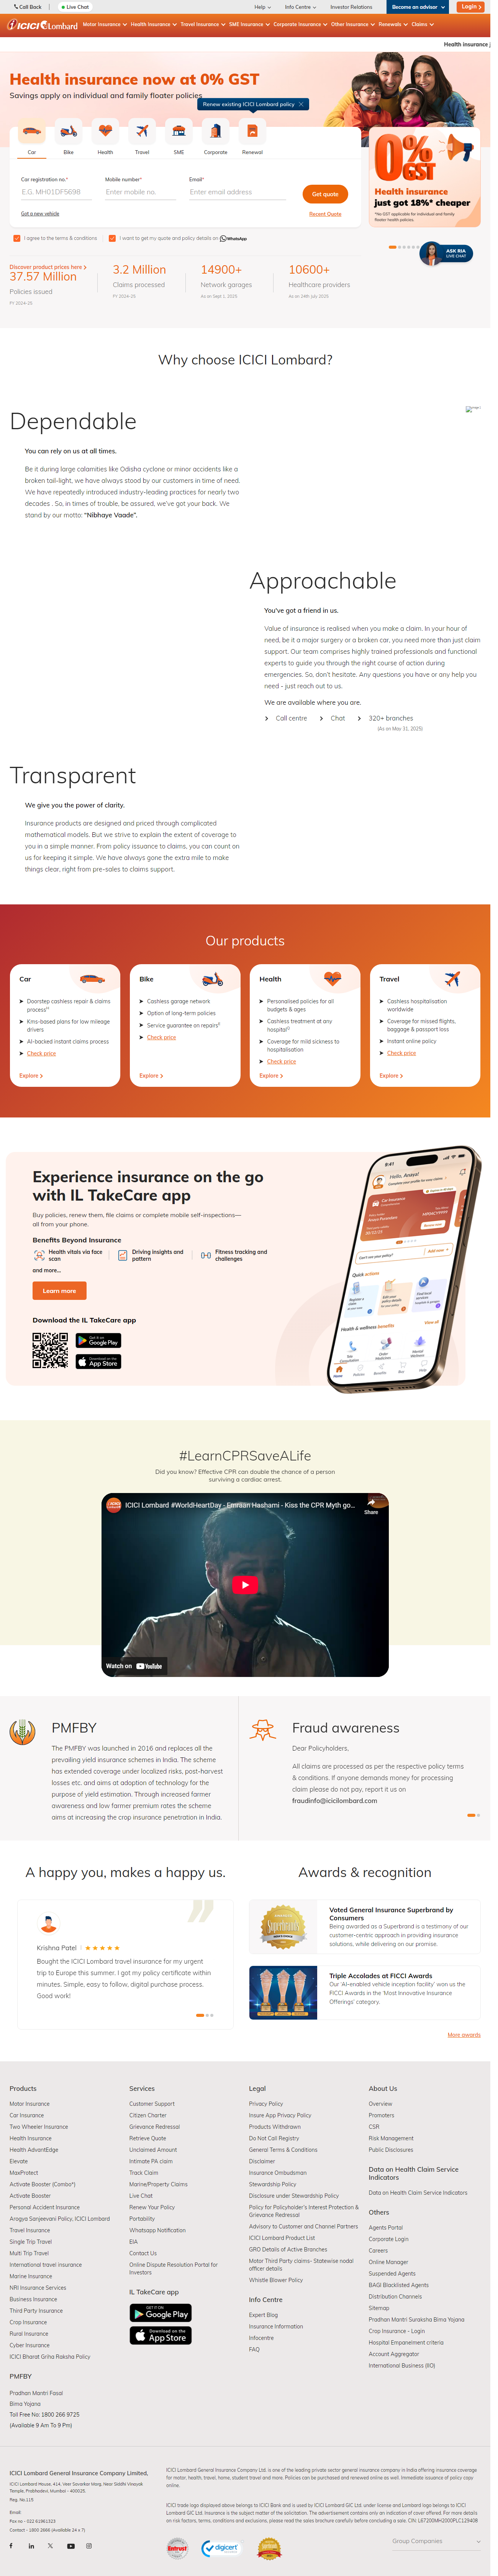 Call Back
Live Chat
Help
Info Centre
Investor Relations
Become an advisor
Login
ICICI Lombard
Motor Insurance
Health Insurance
Travel Insurance
SME Insurance
Corporate Insurance
Other Insurance
Renewals
Claims
Health insurance
Health insurance now at 0% GST
Savings apply on individual and family floater policies
Renew existing ICICI Lombard policy
Car
Bike
Health
Travel
SME
Corporate
Renewal
Car registration no.*
Mobile number*
Email*
E.G. MH01DF5698
Enter mobile no.
Enter email address
Get quote
Got a new vehicle
Recent Quote
I agree to the terms & conditions
I want to get my quote and policy details on WhatsApp
0% GST
Health insurance
just got 18%* cheaper
*The GST applicable for individual and family
floater health policies.
ASK RIA
LIVE CHAT
Discover product prices here
37.57 Million
Policies issued
FY 2024-25
3.2 Million
Claims processed
FY 2024-25
14900+
Network garages
As on Sept 1, 2025
10600+
Healthcare providers
As on 24th July 2025
Why choose ICICI Lombard?
Dependable
You can rely on us at all times.
Be it during large calamities like Odisha cyclone or minor accidents like a
broken tail-light, we have always stood by our customers in time of need.
We have repeatedly introduced industry-leading practices for nearly two
decades . So, in times of trouble, be assured, we've got your back. We
stand by our motto: "Nibhaye Vaade".
Approachable
You've got a friend in us.
Value of insurance is realised when you make a claim. In your hour of
need, be it a major surgery or a broken car, you need more than just claim
support. Our team comprises highly trained professionals and functional
experts to guide you through the right course of action during
emergencies. So, don't hesitate. Any questions you have or any help you
need - just reach out to us.
We are available where you are.
Call centre
Chat
320+ branches
(As on May 31, 2025)
Transparent
We give you the power of clarity.
Insurance products are designed and priced through complicated
mathematical models. But we strive to explain the extent of coverage to
you in a simple manner. From policy issuance to claims, you can count on
us for keeping it simple. We have always gone the extra mile to make
things clear, right from pre-sales to claims support.
Our products
Car
Doorstep cashless repair & claims
process
Kms-based plans for low mileage
drivers
AI-backed instant claims process
Check price
Explore
Bike
Cashless garage network
Option of long-term policies
Service guarantee on repairs
Check price
Explore
Health
Personalised policies for all
budgets & ages
Cashless treatment at any
hospital
Coverage for mild sickness to
hospitalisation
Check price
Explore
Travel
Cashless hospitalisation
worldwide
Coverage for missed flights,
baggage & passport loss
Instant online policy
Check price
Explore
Experience insurance on the go
with IL TakeCare app
Buy policies, renew them, file claims or complete mobile self-inspections—
all from your phone.
Benefits Beyond Insurance
Health vitals via face
scan
Driving insights and
pattern
Fitness tracking and
challenges
and more...
Learn more
Download the IL TakeCare app
GET IT ON
Google Play
Download on the
App Store
9:41
Hello, Anaya!
Car Insurance
Can't see your policy?
Add now
Quick actions
Health & wellness benefits
View all
Home
#LearnCPRSaveALife
Did you know? Effective CPR can double the chance of a person
surviving a cardiac arrest.
ICICI Lombard #WorldHeartDay - Emraan Hashami - Kiss the CPR Myth go...
Share
Watch on YouTube
PMFBY
The PMFBY was launched in 2016 and replaces all the
prevailing yield insurance schemes in India. The scheme
has extended coverage under localized risks, post-harvest
losses etc. and aims at adoption of technology for the
purpose of yield estimation. Through increased farmer
awareness and low farmer premium rates the scheme
aims at increasing the crop insurance penetration in India.
Fraud awareness
Dear Policyholders,
All claims are processed as per the respective policy terms
& conditions. If anyone demands money for processing
claim please do not pay, report it us on
fraudinfo@icicilombard.com
A happy you, makes a happy us.
Krishna Patel
Bought the ICICI Lombard travel insurance for my urgent
trip to Europe this summer. I got my policy certificate within
minutes. Simple, easy to follow, digital purchase process.
Good work!
Awards & recognition
Superbrands
Voted General Insurance Superbrand by
Consumers
Being awarded as a Superbrand is a testimony of our
customer-centric approach in providing insurance
solutions, while delivering on our promise.
Triple Accolades at FICCI Awards
Our 'AI-enabled vehicle inception facility' won us the
FICCI Awards in the 'Most Innovative Insurance
Offerings' category.
More awards
Products
Motor Insurance
Car Insurance
Two Wheeler Insurance
Health Insurance
Health AdvantEdge
Elevate
MaxProtect
Activate Booster (Combo*)
Activate Booster
Personal Accident Insurance
Arogya Sanjeevani Policy, ICICI Lombard
Travel Insurance
Single Trip Travel
Multi Trip Travel
International travel insurance
Marine Insurance
NRI Insurance Services
Business Insurance
Third Party Insurance
Crop Insurance
Rural Insurance
Cyber Insurance
ICICI Bharat Griha Raksha Policy
PMFBY
Pradhan Mantri Fasal
Bima Yojana
Toll Free No: 1800 266 9725
(Available 9 Am To 9 Pm)
Services
Customer Support
Citizen Charter
Grievance Redressal
Retrieve Quote
Unclaimed Amount
Intimate PA claim
Track Claim
Marine/Property Claims
Live Chat
Renew Your Policy
Portability
Whatsapp Notification
EIA
Contact Us
Online Dispute Resolution Portal for
Investors
IL TakeCare app
GET IT ON
Google Play
Download on the
App Store
Legal
Privacy Policy
Insure App Privacy Policy
Products Withdrawn
Do Not Call Registry
General Terms & Conditions
Disclaimer
Insurance Ombudsman
Stewardship Policy
Disclosure under Stewardship Policy
Policy for Policyholder's Interest Protection &
Grievance Redressal
Advisory to Customer and Channel Partners
ICICI Lombard Product List
GRO Details of Active Branches
Motor Third Party claims- Statewise nodal
officer details
Whistle Blower Policy
Info Centre
Expert Blog
Insurance Information
Infocentre
FAQ
About Us
Overview
Promoters
CSR
Risk Management
Public Disclosures
Data on Health Claim Service
Indicators
Data on Health Claim Service Indicators
Others
Agents Portal
Corporate Login
Careers
Online Manager
Suspended Agents
BAGI Blacklisted Agents
Distribution Channels
Sitemap
Pradhan Mantri Suraksha Bima Yojana
Crop Insurance - Login
Hospital Empanelment criteria
Account Aggregator
International Business (IIO)
ICICI Lombard General Insurance Company Limited,
ICICI Lombard House, 414, Veer Savarkar Marg, Near Siddhi Vinayak
Temple, Prabhadevi, Mumbai - 400025.
Reg. No.115
Email:
Fax no - 022 61961323
Contact - 1800 2666 (Available 24 x 7)
ICICI Lombard General Insurance Company Ltd. is one of the leading private sector general insurance company in India offering insurance coverage
for motor, health, travel, home, student travel and more. Policies can be purchased and renewed online as well. Immediate issuance of policy copy
online.
ICICI trade logo displayed above belongs to ICICI Bank and is used by ICICI Lombard GIC Ltd. under license and Lombard logo belongs to ICICI
Lombard GIC Ltd. Insurance is the subject matter of the solicitation. The advertisement contains only an indication of cover offered. For more details
on risk factors, terms, conditions and exclusions, please read the sales brochure carefully before concluding a sale. CIN: L67200MH2000PLC129408
Entrust
digicert
Group Companies